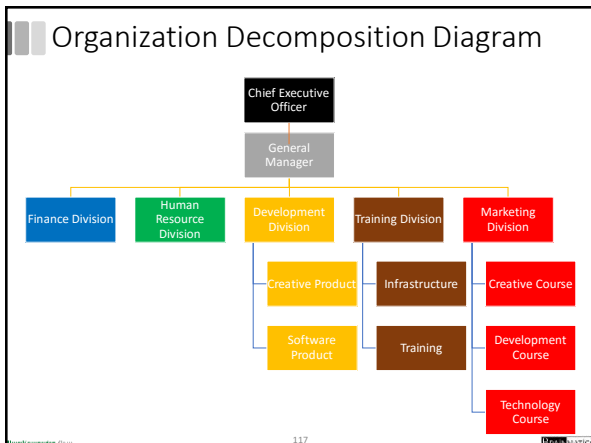 Organization Decomposition Diagram
Chief Executive
Officer
General
Manager
Finance Division
Human
Resource
Division
Development
Division
Training Division
Marketing
Division
Creative Product
Infrastructure
Creative Course
Software
Product
Training
Development
Course
Technology
Course
117